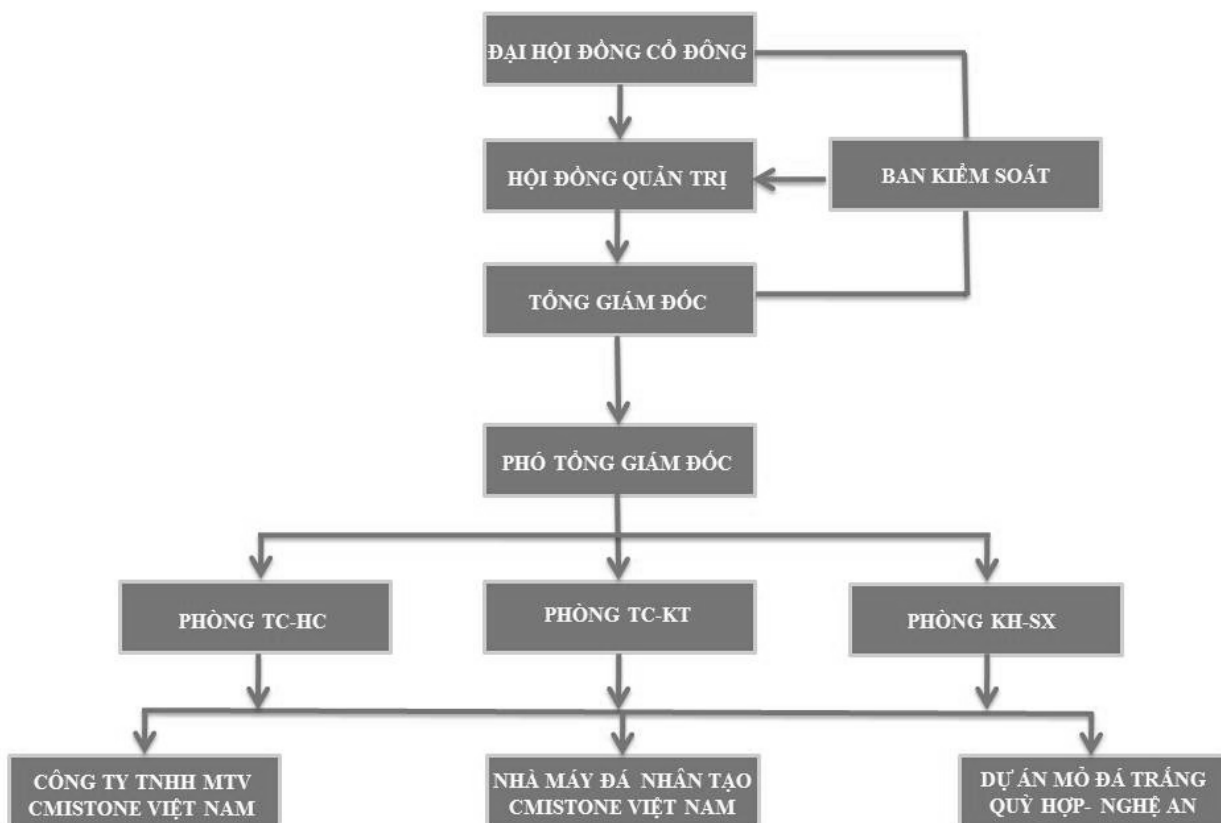 ĐẠI HỘI ĐỒNG CỔ ĐÔNG
HỘI ĐỒNG QUẢN TRỊ
BAN KIỂM SOÁT
TỔNG GIÁM ĐỐC
PHÓ TỔNG GIÁM ĐỐC
PHÒNG TC-HC
PHÒNG TC-KT
PHÒNG KH-SX
CÔNG TY TNHH MTV
CMISTONE VIỆT NAM
NHÀ MÁY ĐÁ NHÂN TẠO
CMISTONE VIỆT NAM
DỰ ÁN MỎ ĐÁ TRẮNG
QUỲ HỢP- NGHỆ AN